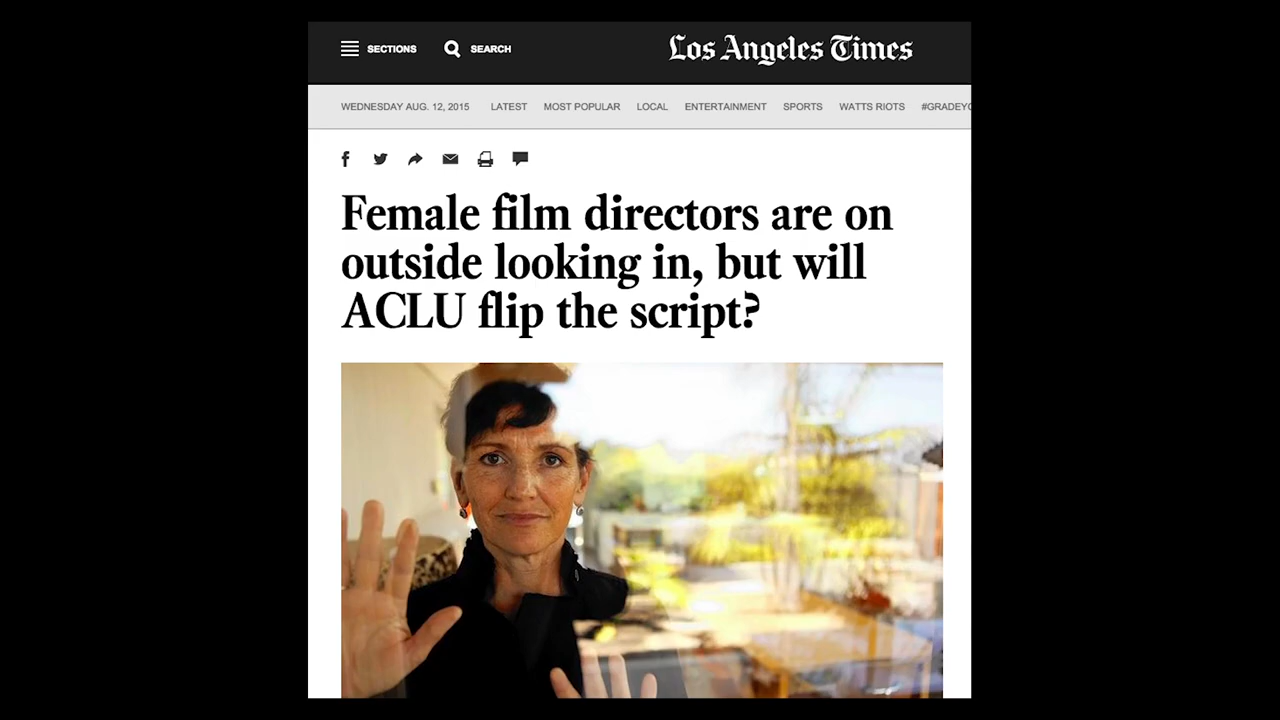 SECTIONS SEARCH Los Angeles Times
WEDNESDAY AUG. 12, 2015 LATEST MOST POPULAR LOCAL ENTERTAINMENT SPORTS WATTS RIOTS #GRADEYO
Female film directors are on
outside looking in, but will
ACLU flip the script?